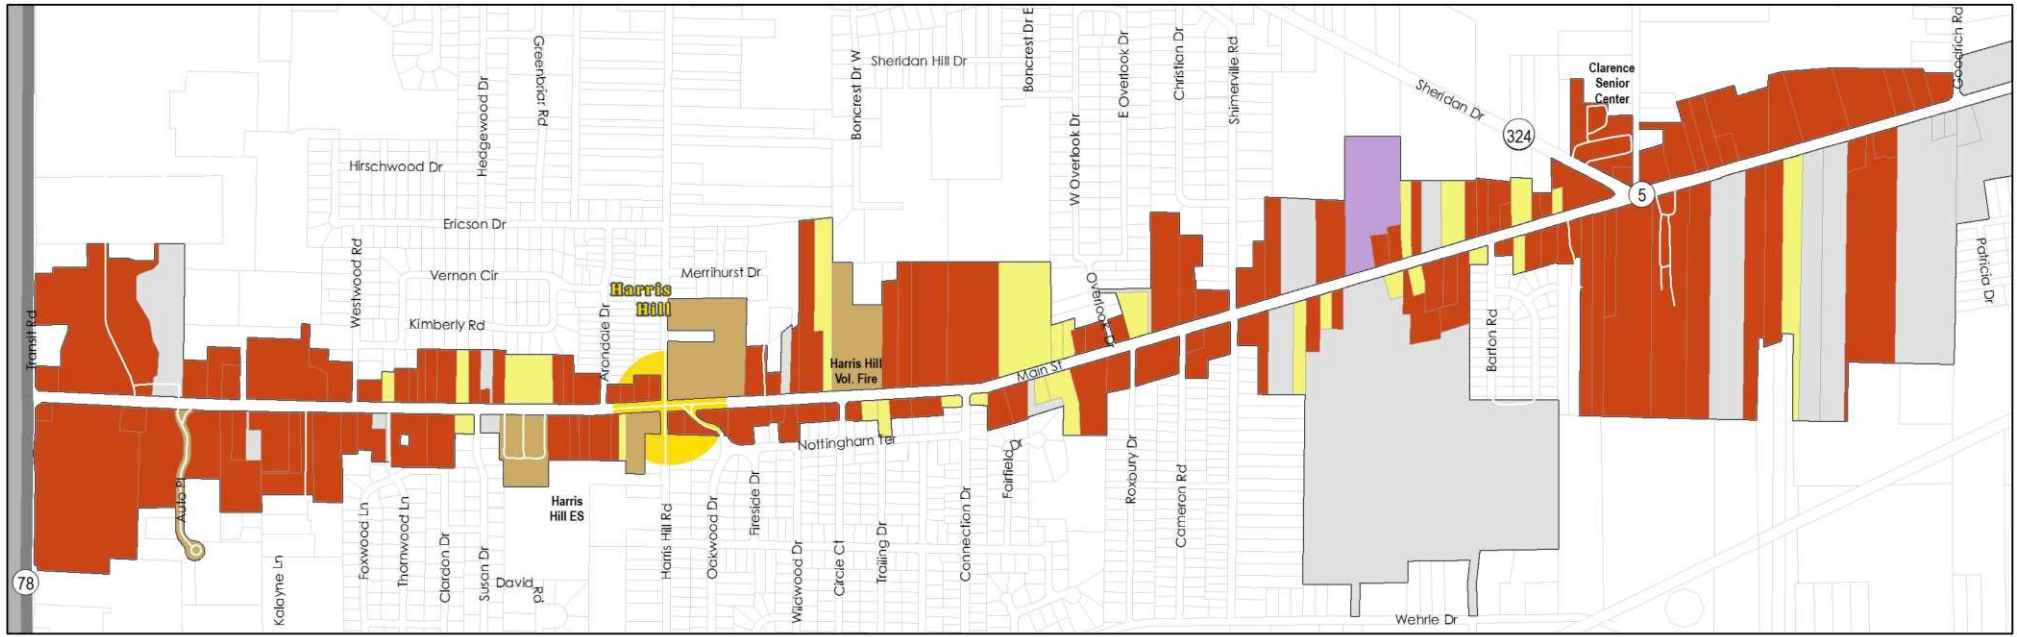 Transit Rd
78
Auto Pl
Kalayne Ln
Westwood Rd
Hirschwood Dr
Hedgewood Dr
Greenbriar Rd
Ericson Dr
Vernon Cir
Kimberly Rd
Arondale Dr
Harris
Hill
Merrihurst Dr
Foxwood Ln
Thornwood Ln
Clardon Dr
Susan Dr
David
Rd
Harris
Hill ES
Harris Hill Rd
Oakwood Dr
Fireside Dr
Wildwood Dr
Circle Ct
Trailing Dr
Nottingham Ter
Harris Hill
Vol. Fire
Boncrest Dr W
Sheridan Hill Dr
Boncrest Dr E
Main St
Connection Dr
Fairfield Dr
W Overlook Dr
E Overlook Dr
Overlook Dr
Christian Dr
Shimerville Rd
Roxbury Dr
Cameron Rd
Sheridan Dr
324
Clarence
Senior
Center
5
Barton Rd
Wehrle Dr
Goodrich Rd
Patricia Dr